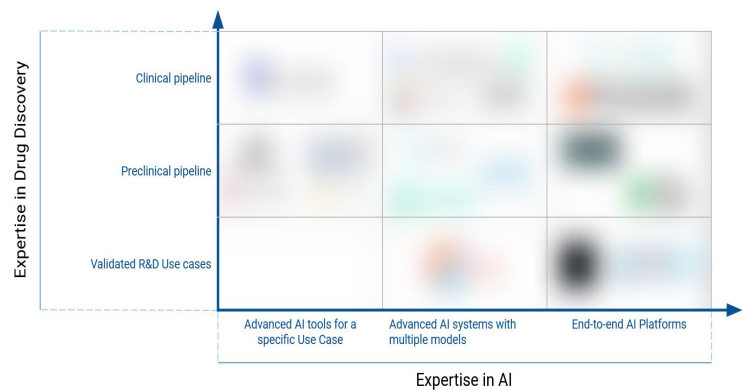 Expertise in Drug Discovery
Clinical pipeline
Preclinical pipeline
Validated R&D Use cases
Advanced AI tools for a
specific Use Case
Advanced AI systems with
multiple models
End-to-end AI Platforms
Expertise in AI